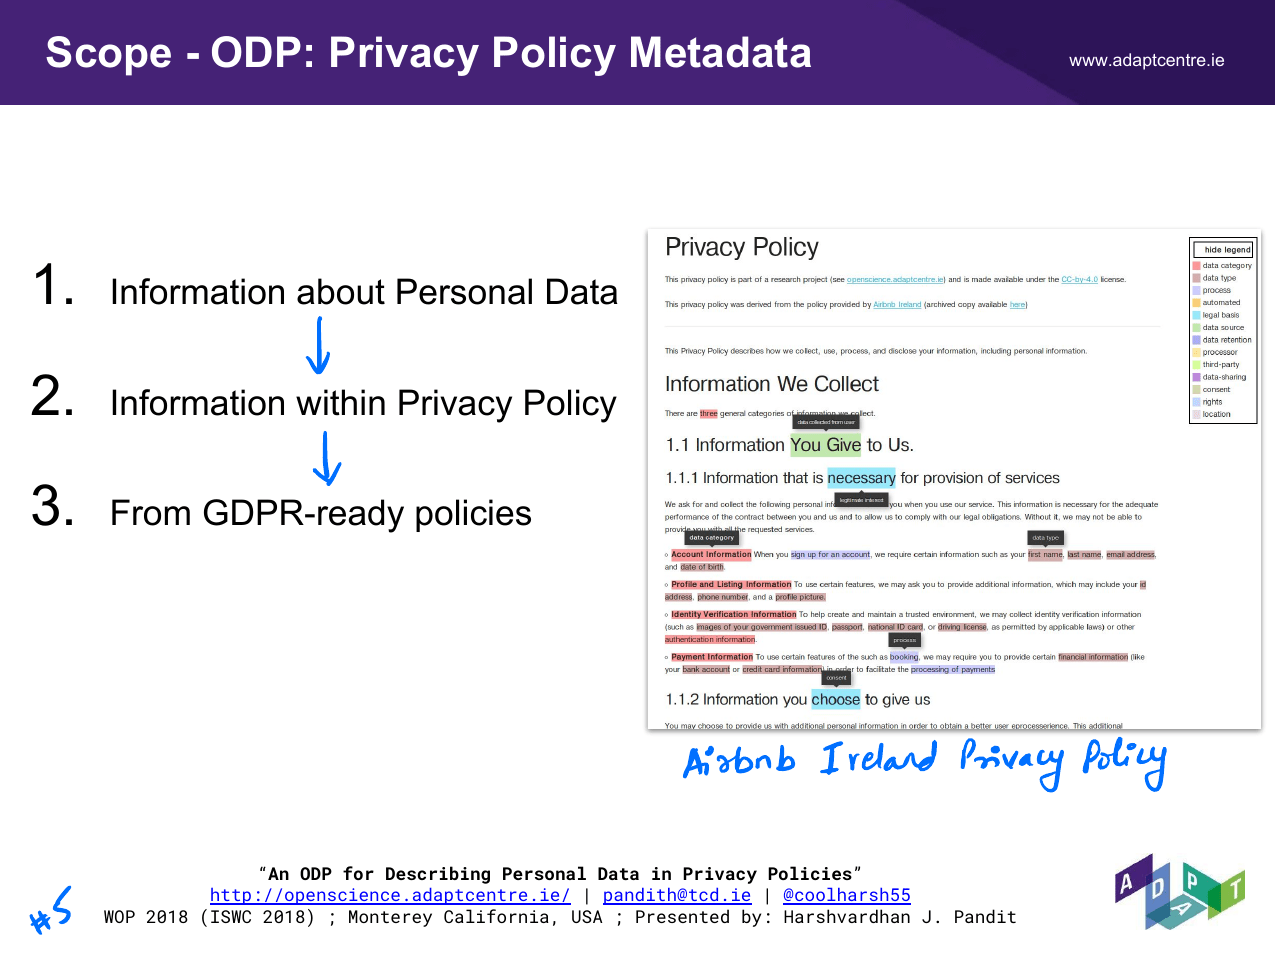 Scope - ODP: Privacy Policy Metadata
www.adaptcentre.ie
1. Information about Personal Data
2. Information within Privacy Policy
3. From GDPR-ready policies
Privacy Policy
This privacy policy is part of a research project (see openscience.adaptcentre.ie) and is made available under the CC-by-4.0 license.
This privacy policy was derived from the policy provided by Airbnb Ireland (archived copy available here)
This Privacy Policy describes how we collect, use, process, and disclose your information, including personal information.
Information We Collect
There are three general categories of information we collect.
data collected from user
1.1 Information You Give to Us.
1.1.1 Information that is necessary for provision of services
legitimate interest
We ask for and collect the following personal you when you use our service. This information is necessary for the adequate
performance of the contract between you and us and to allow us to comply with our legal obligations. Without it, we may not be able to
provide you with all the requested services.
data category
data type
◦ Account Information When you sign up for an account, we require certain information such as your first name, last name, email address,
and date of birth.
◦ Profile and Listing Information To use certain features, we may ask you to provide additional information, which may include your id
address, phone number, and a profile picture.
◦ Identity Verification Information To help create and maintain a trusted environment, we may collect identity verification information
(such as images of your government issued ID, passport, national ID card, or driving license, as permitted by applicable laws) or other
authentication information.
process
◦ Payment Information To use certain features of the such as booking, we may require you to provide certain financial information (like
your bank account or credit card information) in order to facilitate the processing of payments
consent
1.1.2 Information you choose to give us
You may choose to provide us with additional personal information in order to obtain a better user eprocesserience. This additional
hide legend
data category
data type
process
automated
legal basis
data source
data retention
processor
third-party
data-sharing
consent
rights
location
Airbnb Ireland Privacy Policy
“An ODP for Describing Personal Data in Privacy Policies”
http://openscience.adaptcentre.ie/ | pandith@tcd.ie | @coolharsh55
WOP 2018 (ISWC 2018) ; Monterey California, USA ; Presented by: Harshvardhan J. Pandit
#5
ADAPT